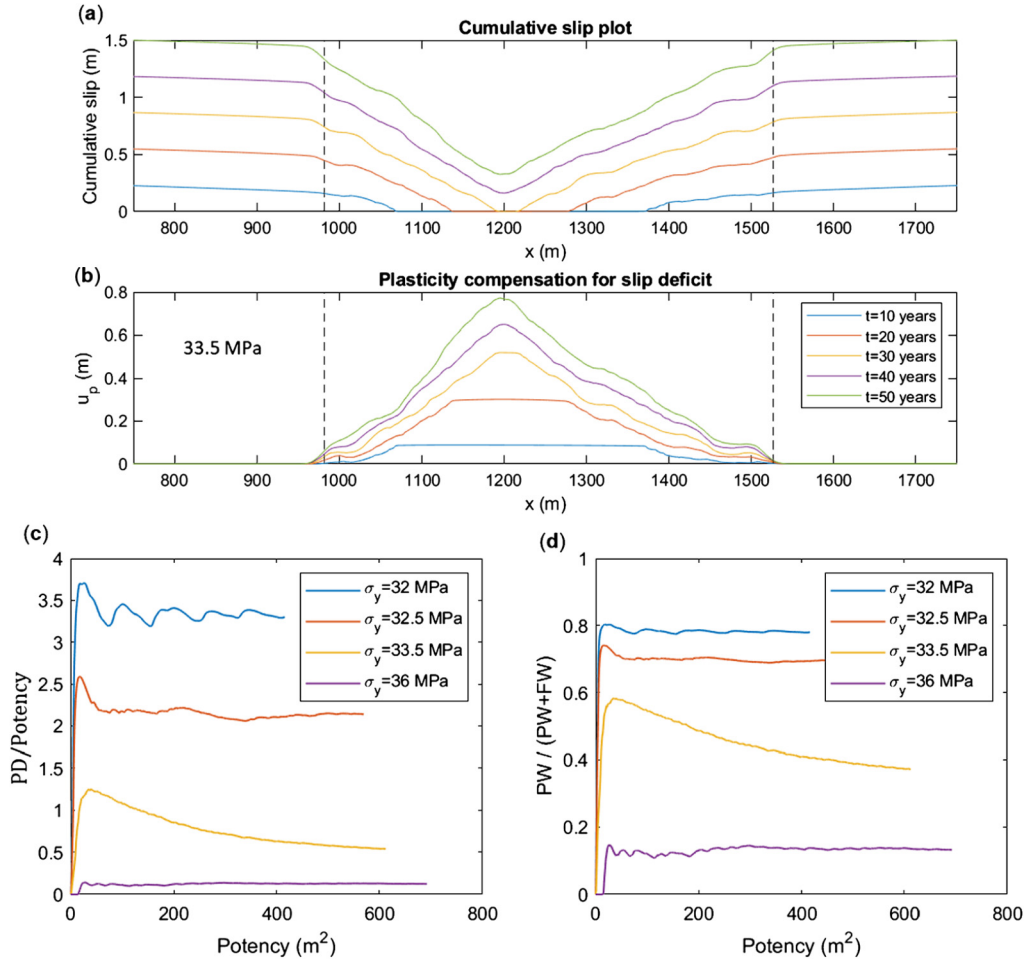 (a)
Cumulative slip plot
Cumulative slip (m)
1.5
1
0.5
0
800 900 1000 1100 1200 1300 1400 1500 1600 1700
x (m)
(b)
Plasticity compensation for slip deficit
u_p (m)
0.8
0.6
0.4
0.2
0
33.5 MPa
t=10 years
t=20 years
t=30 years
t=40 years
t=50 years
800 900 1000 1100 1200 1300 1400 1500 1600 1700
x (m)
(c)
PD/Potency
4
3.5
3
2.5
2
1.5
1
0.5
0
σ_y=32 MPa
σ_y=32.5 MPa
σ_y=33.5 MPa
σ_y=36 MPa
0 200 400 600 800
Potency (m²)
(d)
PW / (PW+FW)
1
0.8
0.6
0.4
0.2
0
σ_y=32 MPa
σ_y=32.5 MPa
σ_y=33.5 MPa
σ_y=36 MPa
0 200 400 600 800
Potency (m²)